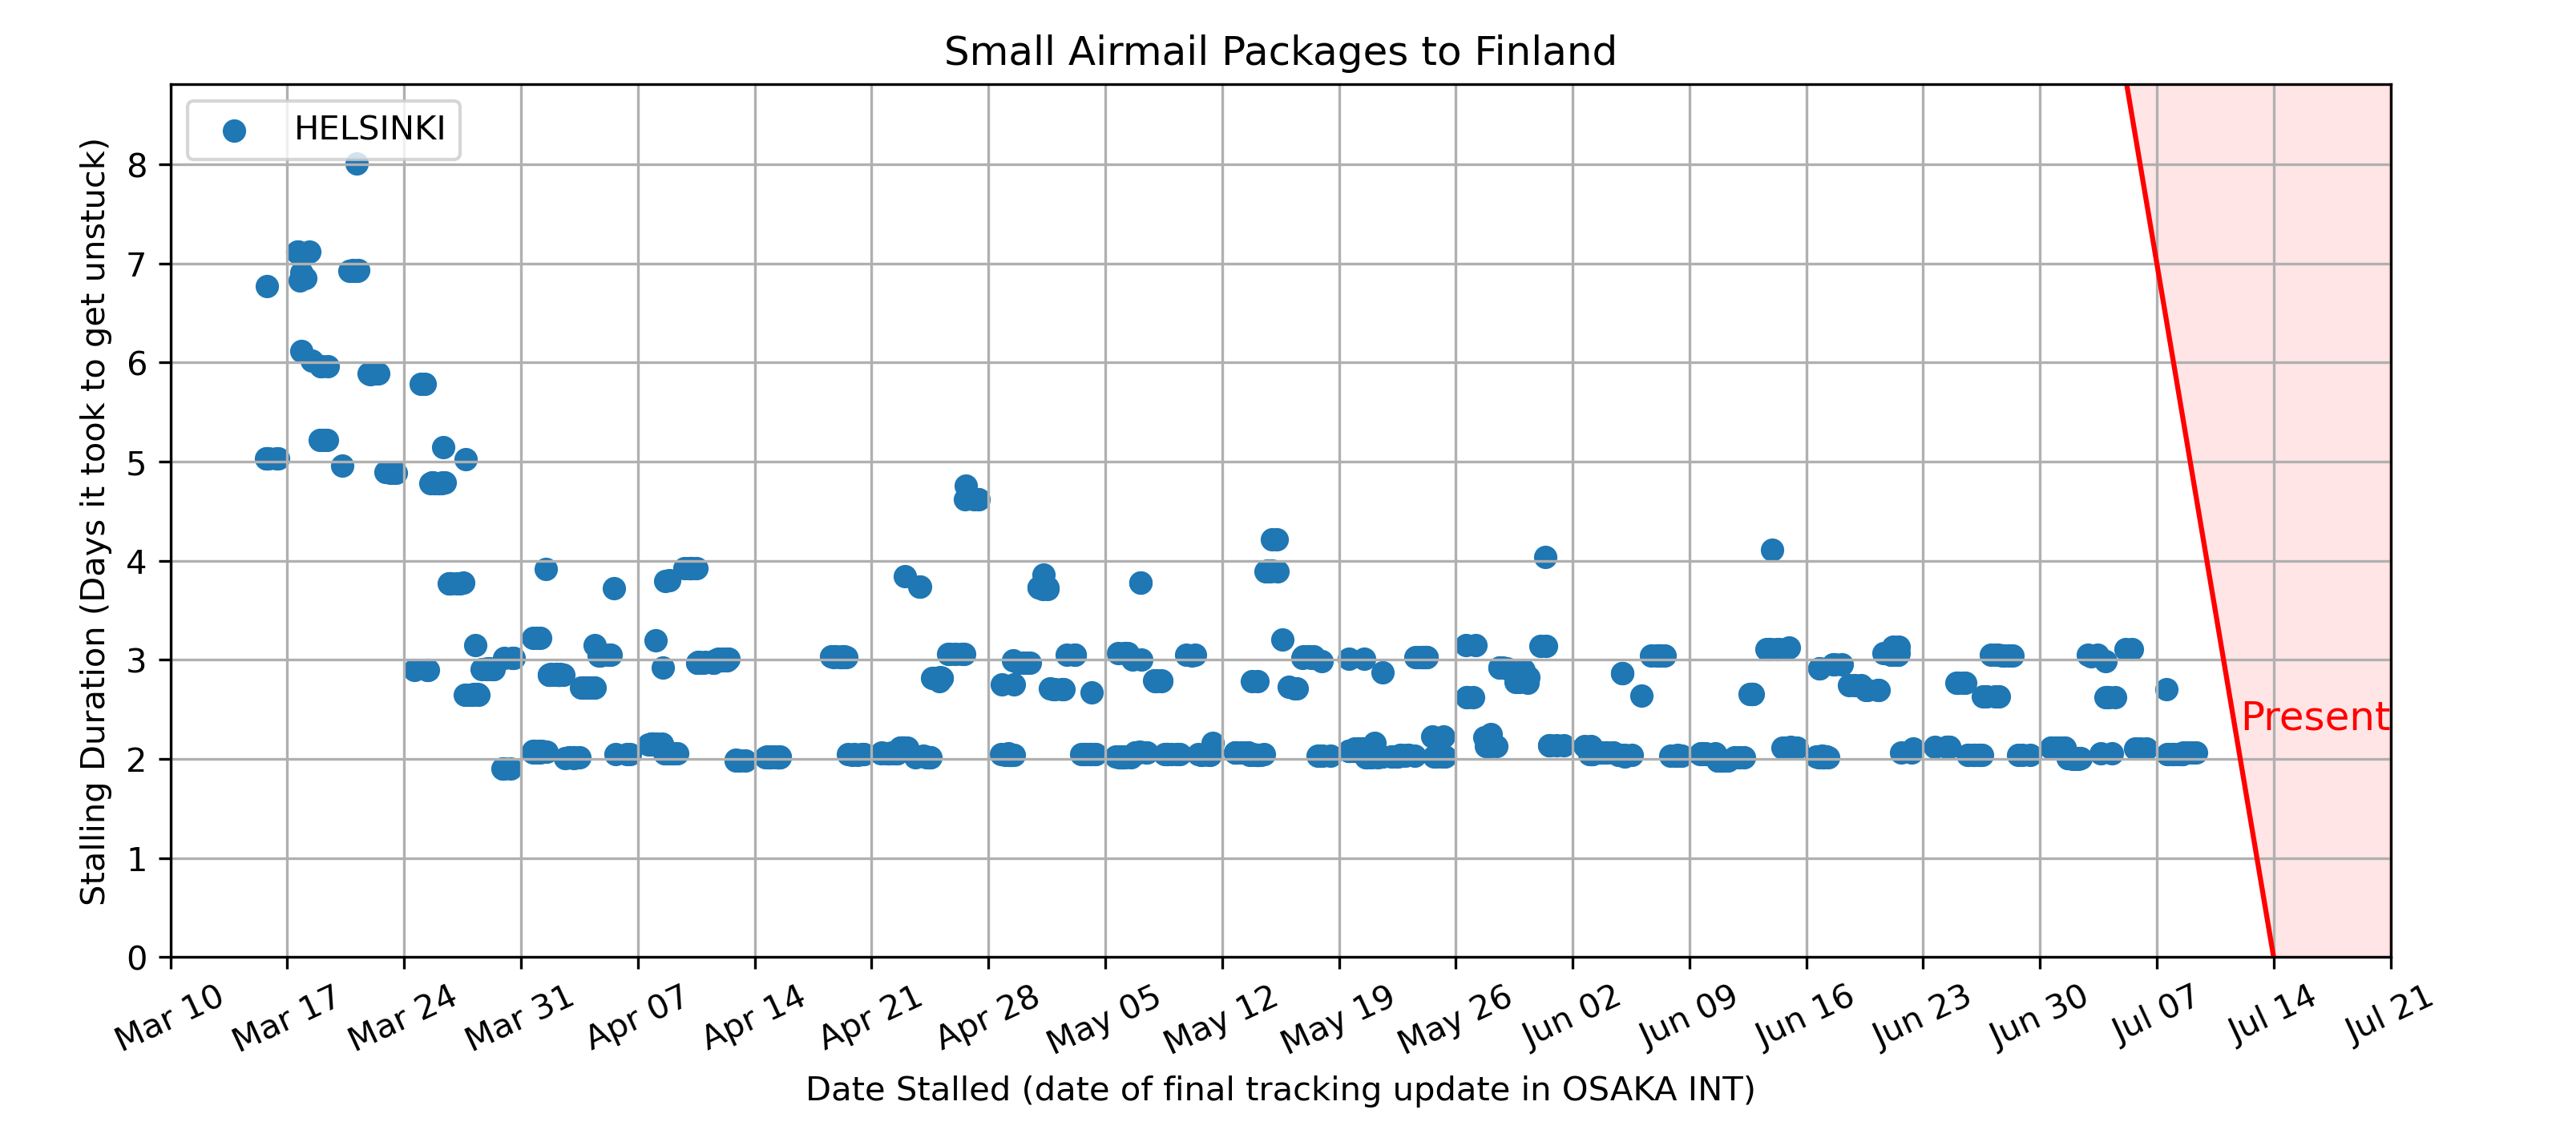 Small Airmail Packages to Finland
HELSINKI
Stalling Duration (Days it took to get unstuck)
8
7
6
5
4
3
2
1
0
Present
Mar 10
Mar 17
Mar 24
Mar 31
Apr 07
Apr 14
Apr 21
Apr 28
May 05
May 12
May 19
May 26
Jun 02
Jun 09
Jun 16
Jun 23
Jun 30
Jul 07
Jul 14
Jul 21
Date Stalled (date of final tracking update in OSAKA INT)